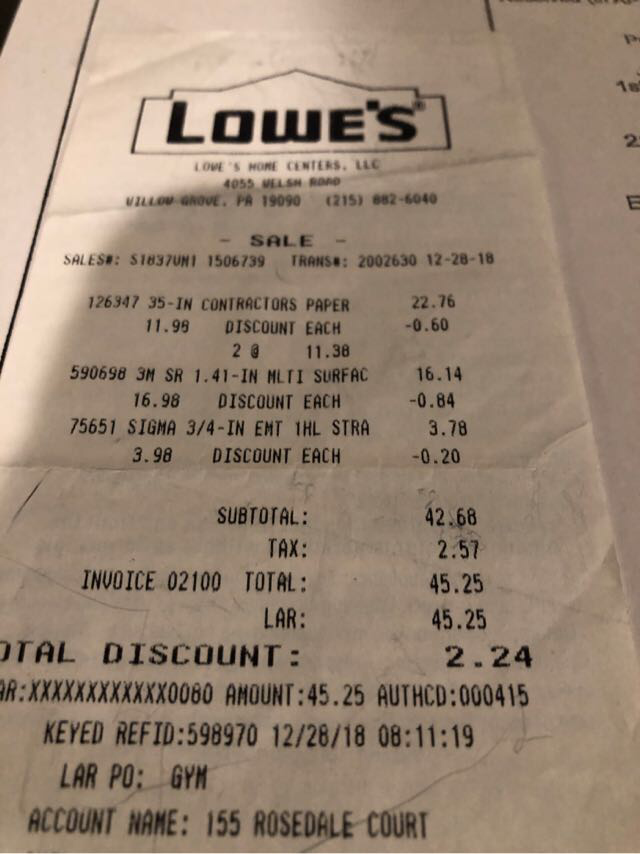 LOWE'S®
LOWE'S HOME CENTERS, LLC
4055 WELSH ROAD
WILLOW GROVE, PA 19090 (215) 882-6040
- SALE -
SALES#: S1837UM1 1506739 TRANS#: 2002630 12-28-18
126347 35-IN CONTRACTORS PAPER 22.76
11.98 DISCOUNT EACH -0.60
2 @ 11.38
590698 3M SR 1.41-IN MLTI SURFAC 16.14
16.98 DISCOUNT EACH -0.84
75651 SIGMA 3/4-IN EMT 1HL STRA 3.78
3.98 DISCOUNT EACH -0.20
SUBTOTAL: 42.68
TAX: 2.57
INVOICE 02100 TOTAL: 45.25
LAR: 45.25
OTAL DISCOUNT: 2.24
AR:XXXXXXXXXXXX0080 AMOUNT:45.25 AUTHCD:000415
KEYED REFID:598970 12/28/18 08:11:19
LAR PO: GYM
ACCOUNT NAME: 155 ROSEDALE COURT